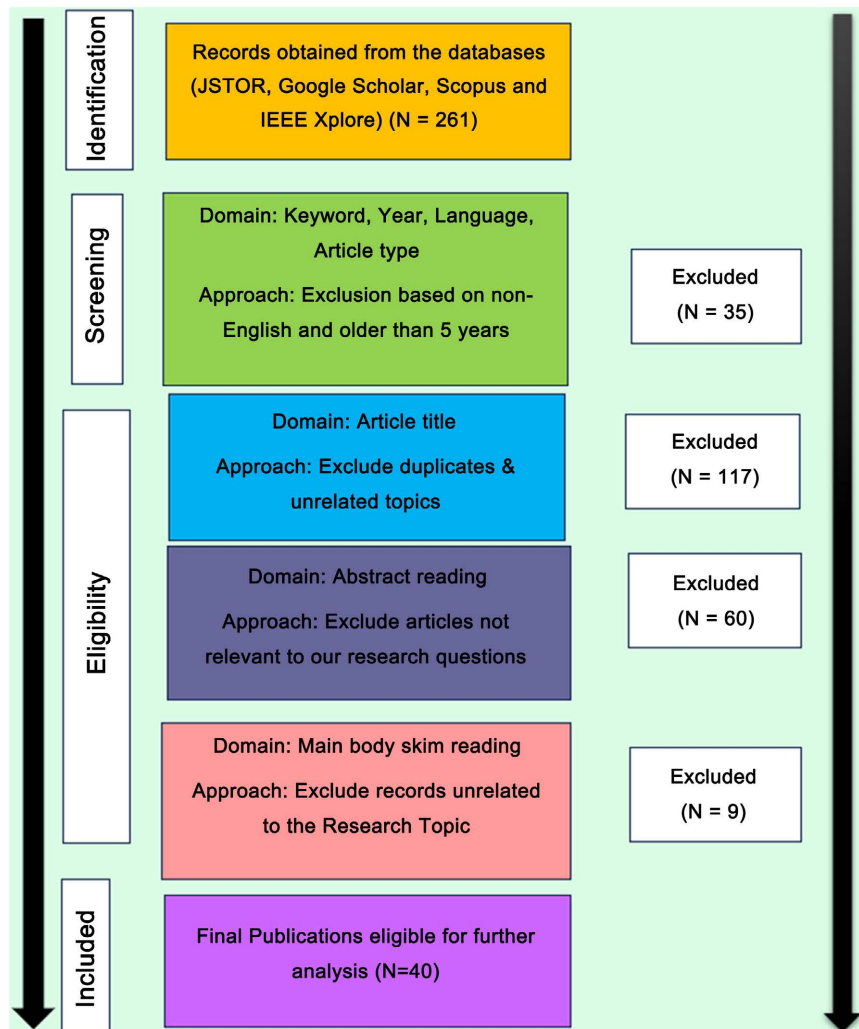 Identification
Records obtained from the databases
(JSTOR, Google Scholar, Scopus and
IEEE Xplore) (N = 261)
Screening
Domain: Keyword, Year, Language,
Article type
Approach: Exclusion based on non-
English and older than 5 years
Excluded
(N = 35)
Eligibility
Domain: Article title
Approach: Exclude duplicates &
unrelated topics
Excluded
(N = 117)
Domain: Abstract reading
Approach: Exclude articles not
relevant to our research questions
Excluded
(N = 60)
Domain: Main body skim reading
Approach: Exclude records unrelated
to the Research Topic
Excluded
(N = 9)
Included
Final Publications eligible for further
analysis (N=40)